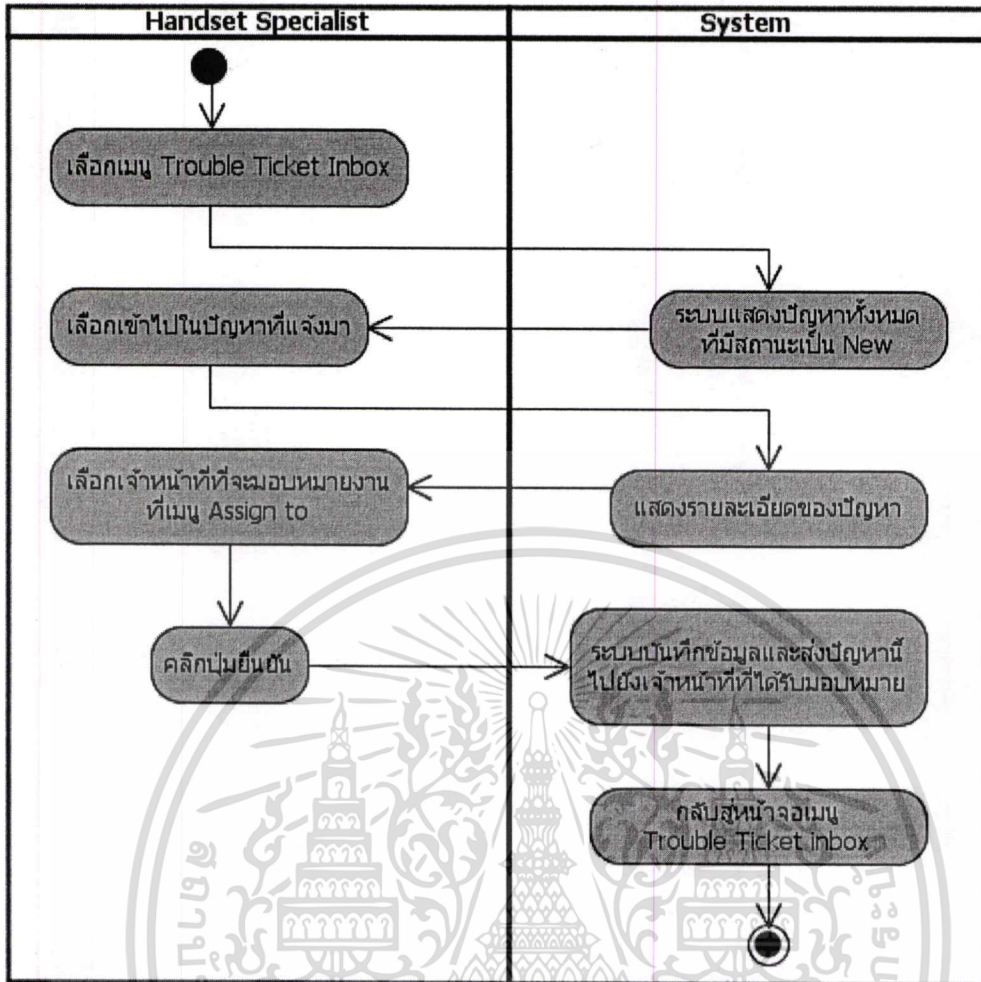 Handset Specialist
System
เลือกเมนู Trouble Ticket Inbox
ระบบแสดงปัญหาทั้งหมด
ที่มีสถานะเป็น New
เลือกเข้าไปในปัญหาที่แจ้งมา
แสดงรายละเอียดของปัญหา
เลือกเจ้าหน้าที่ที่จะมอบหมายงาน
ที่เมนู Assign to
คลิกปุ่มยืนยัน
ระบบบันทึกข้อมูลและส่งปัญหานี้
ไปยังเจ้าหน้าที่ที่ได้รับมอบหมาย
กลับสู่หน้าจอเมนู
Trouble Ticket inbox